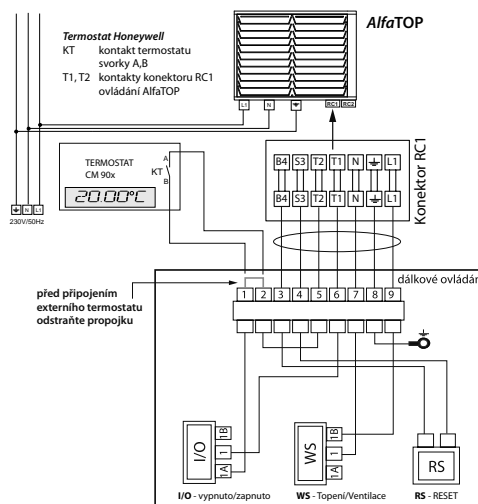 Termostat Honeywell
KT kontakt termostatu
svorky A,B
T1, T2 kontakty konektoru RC1
ovládání AlfaTOP
AlfaTOP
L1 N RC1 RC2
TERMOSTAT
CM 90x
20.00°C
A
KT
B
N L1
230V/50Hz
B4 S3 T2 T1 N L1
B4 S3 T2 T1 N L1
Konektor RC1
dálkové ovládán
před připojením
externího termostatu
odstraňte propojku
1 2 3 4 5 6 7 8 9
I/O
1B
1
1A
WS
1B
1
1A
RS
I/O - vypnuto/zapnuto
WS - Topení/Ventilace
RS - RESET